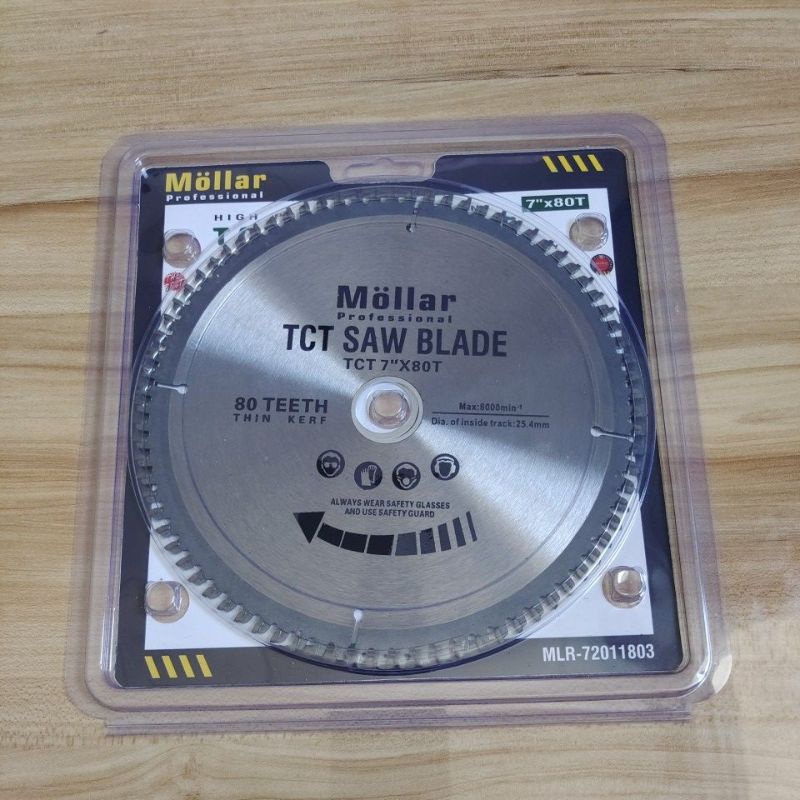 Möllar
Professional
HIGH
7"x80T
Möllar
Professional
TCT SAW BLADE
TCT 7"X80T
80 TEETH
THIN KERF
Max:8000min-1
Dia. of inside track:25.4mm
ALWAYS WEAR SAFETY GLASSES
AND USE SAFETY GUARD
MLR-72011803